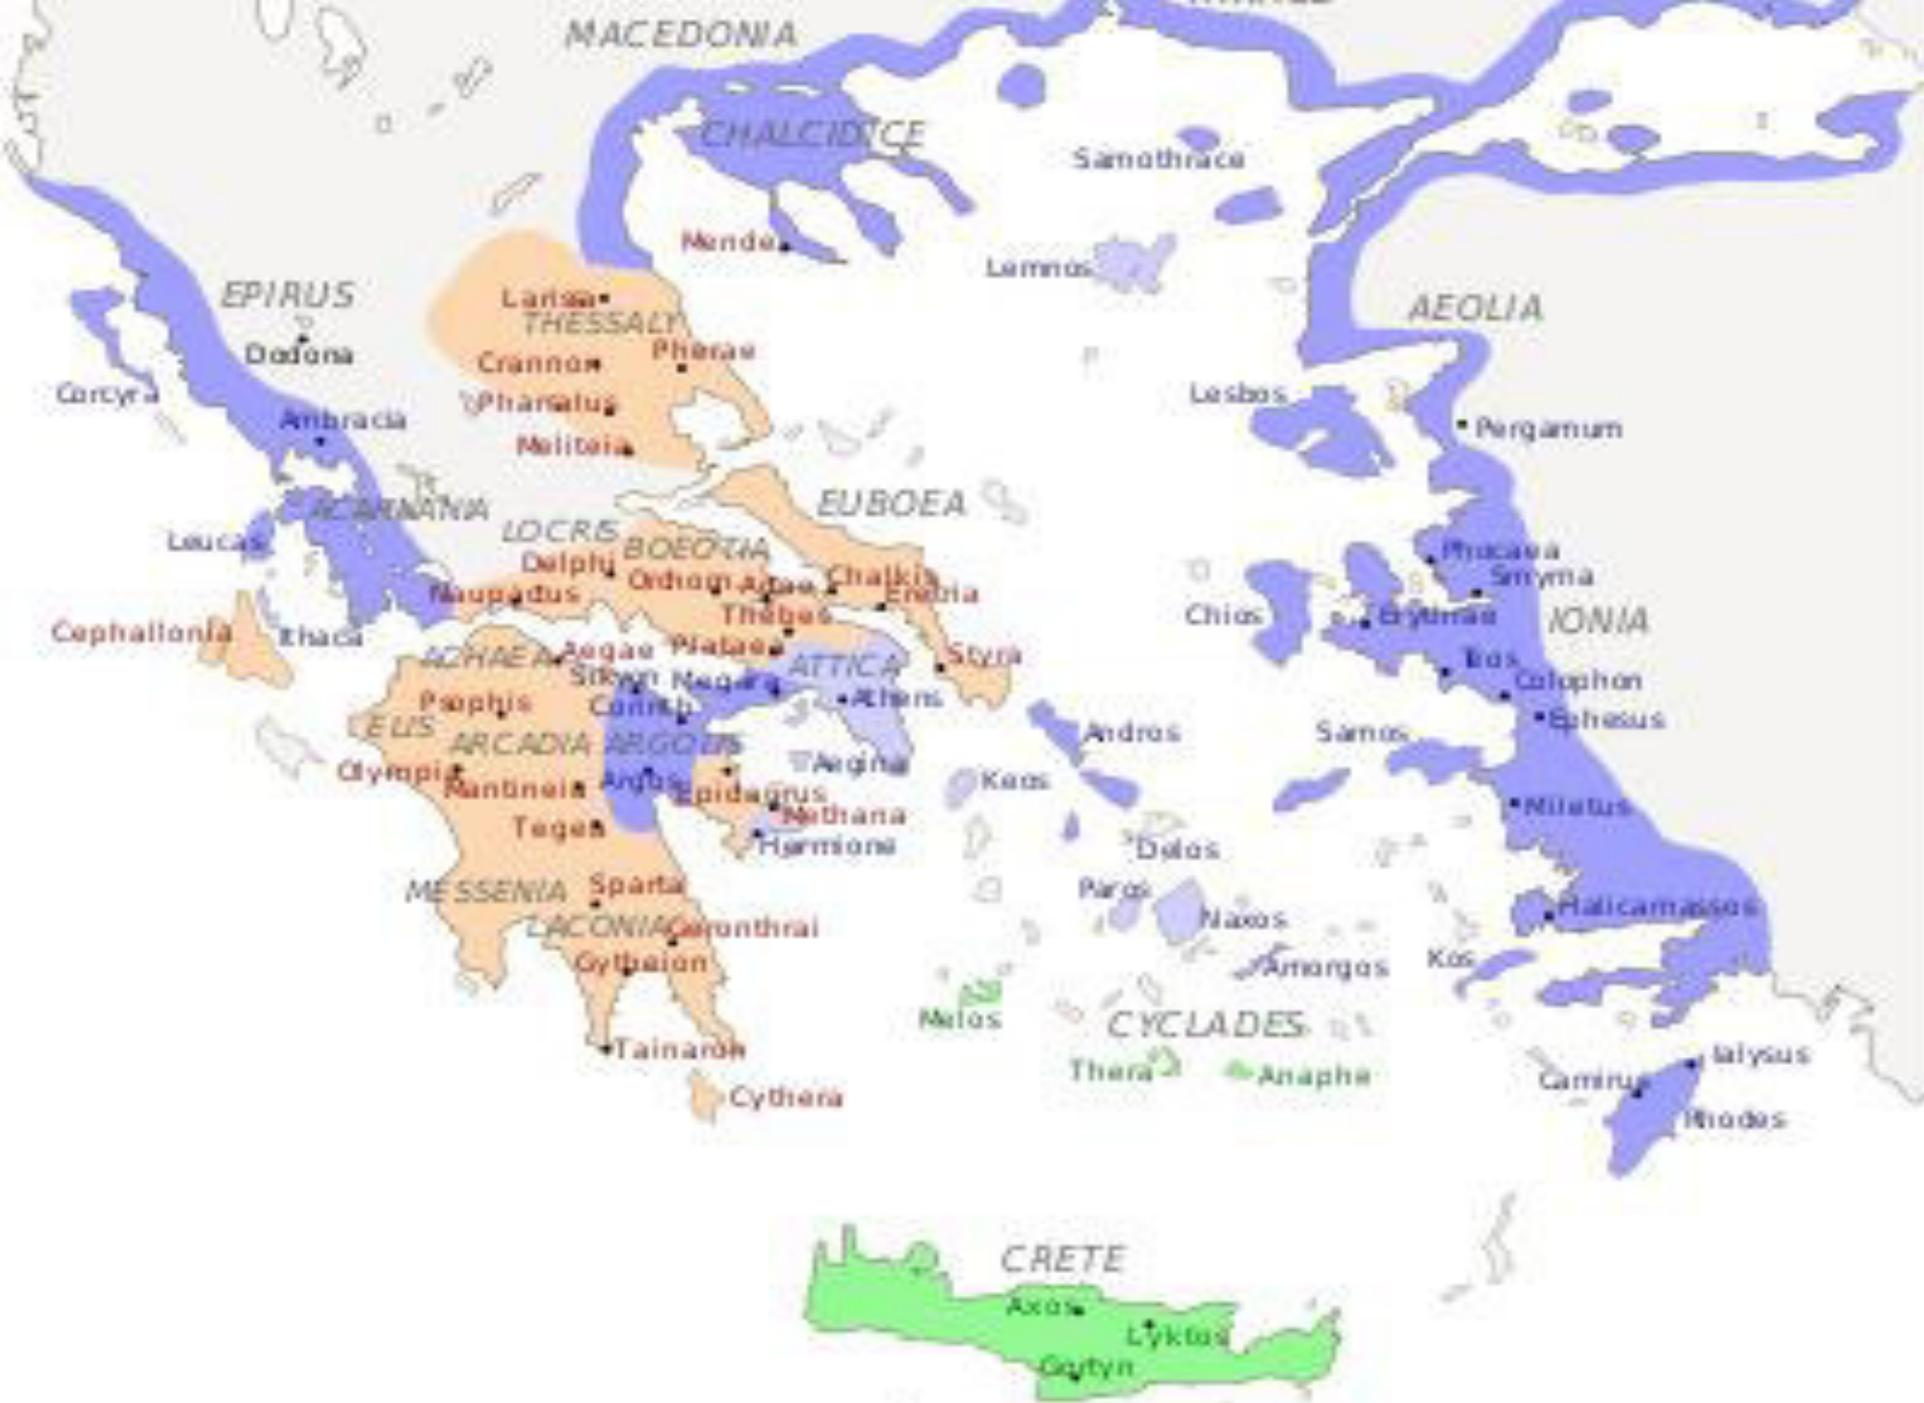 MACEDONIA
CHALCIDICE
Samothrace
Mende
Lemnos
EPIRUS
Larisa
AEOLIA
THESSALY
Dodona
Pherae
Crannon
Corcyra
Lesbos
Pharsalus
Ambracia
Pergamum
Meliteia
EUBOEA
ACARNANIA
LOCRIS
Leucas
BOEOTIA
Phocaea
Delphi
Chalkis
Smyrna
Orchom
Naupactus
Eretria
Thebes
Chios
Erythrae
IONIA
Cephallonia
Ithaca
ACHAEA
Aegae
Plataea
ATTICA
Styra
Teos
Sikyon
Megara
Colophon
Psophis
Corinth
Athens
Ephesus
ELIS
ARCADIA
ARGOLIS
Andros
Samos
Olympia
Aegina
Mantineia
Argos
Keos
Epidaurus
Miletus
Methana
Tegea
Hermione
Delos
MESSENIA
Sparta
Paros
Halicarnassos
LACONIA
Geronthrai
Naxos
Gytheion
Amorgos
Kos
Melos
CYCLADES
Tainaron
Ialysus
Thera
Anaphe
Camirus
Cythera
Rhodes
CRETE
Axos
Lyktos
Gortyn